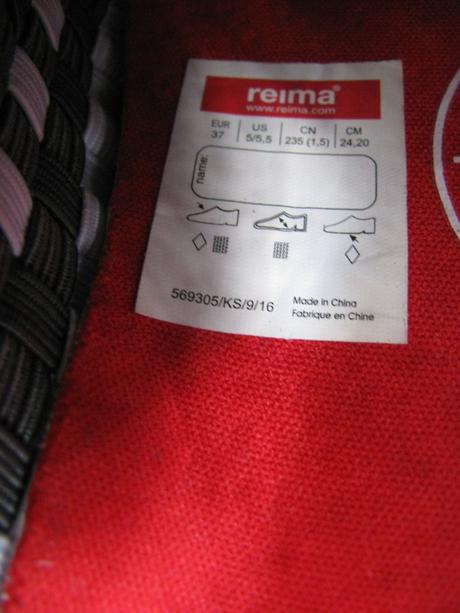 reima®
www.reima.com
EUR US CN CM
37 5/5,5 235 (1,5) 24,20
name:
569305/KS/9/16
Made in China
Fabrique en Chine